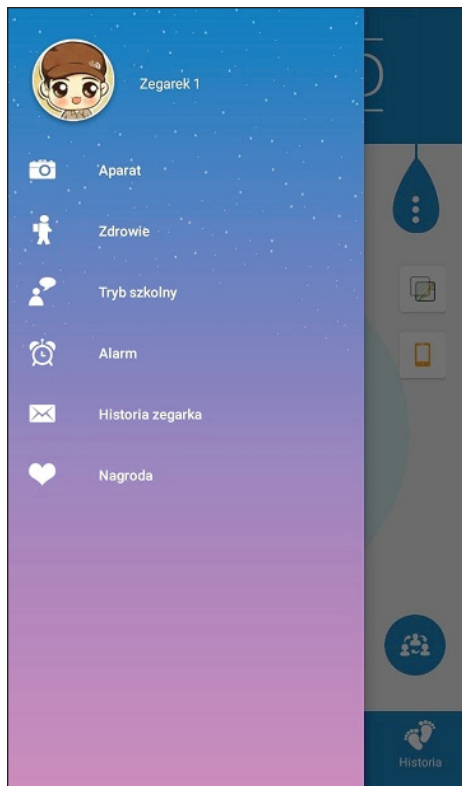 Zegarek 1
Aparat
Zdrowie
Tryb szkolny
Alarm
Historia zegarka
Nagroda
Historia